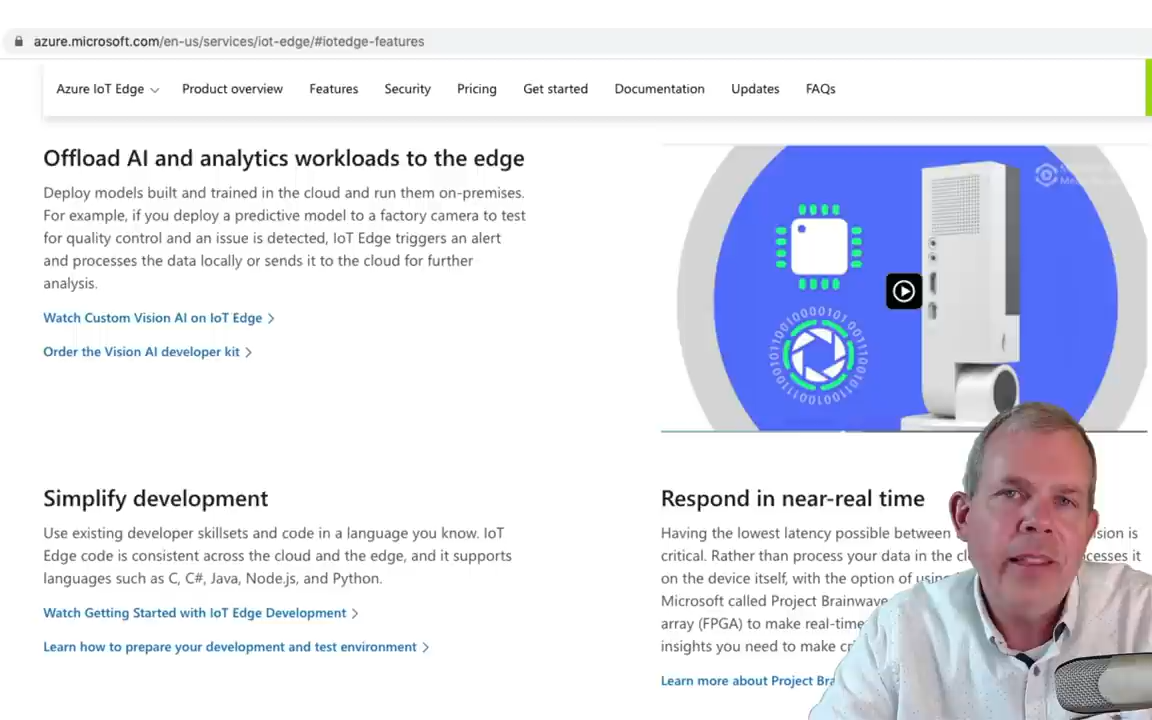 azure.microsoft.com/en-us/services/iot-edge/#iotedge-features
Azure IoT Edge
Product overview
Features
Security
Pricing
Get started
Documentation
Updates
FAQs
Offload AI and analytics workloads to the edge
Deploy models built and trained in the cloud and run them on-premises.
For example, if you deploy a predictive model to a factory camera to test
for quality control and an issue is detected, IoT Edge triggers an alert
and processes the data locally or sends it to the cloud for further
analysis.
Watch Custom Vision AI on IoT Edge
Order the Vision AI developer kit
Simplify development
Use existing developer skillsets and code in a language you know. IoT
Edge code is consistent across the cloud and the edge, and it supports
languages such as C, C#, Java, Node.js, and Python.
Watch Getting Started with IoT Edge Development
Learn how to prepare your development and test environment
Respond in near-real time
Having the lowest latency possible between is
critical. Rather than process your data in the it
on the device itself, with the option of
Microsoft called Project Brainwave
array (FPGA) to make real-time
insights you need to make
Learn more about Project